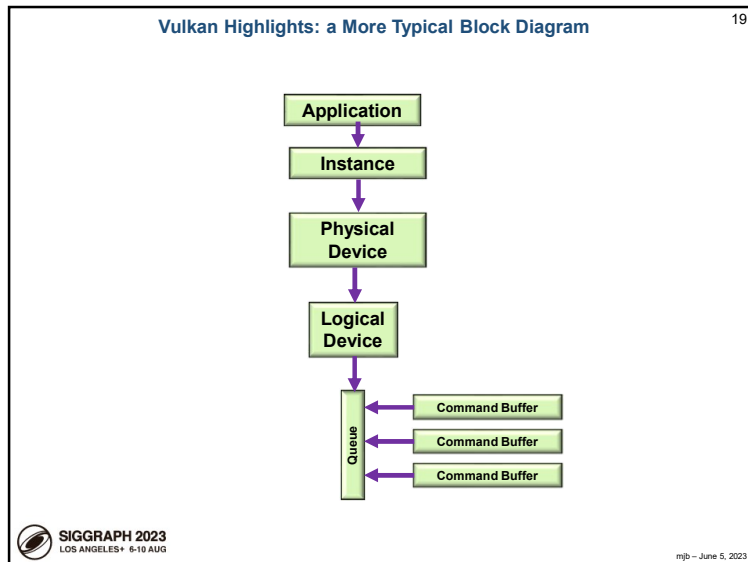 Vulkan Highlights: a More Typical Block Diagram
19
Application
Instance
Physical
Device
Logical
Device
Queue
Command Buffer
Command Buffer
Command Buffer
SIGGRAPH 2023
LOS ANGELES+ 6-10 AUG
mjb – June 5, 2023